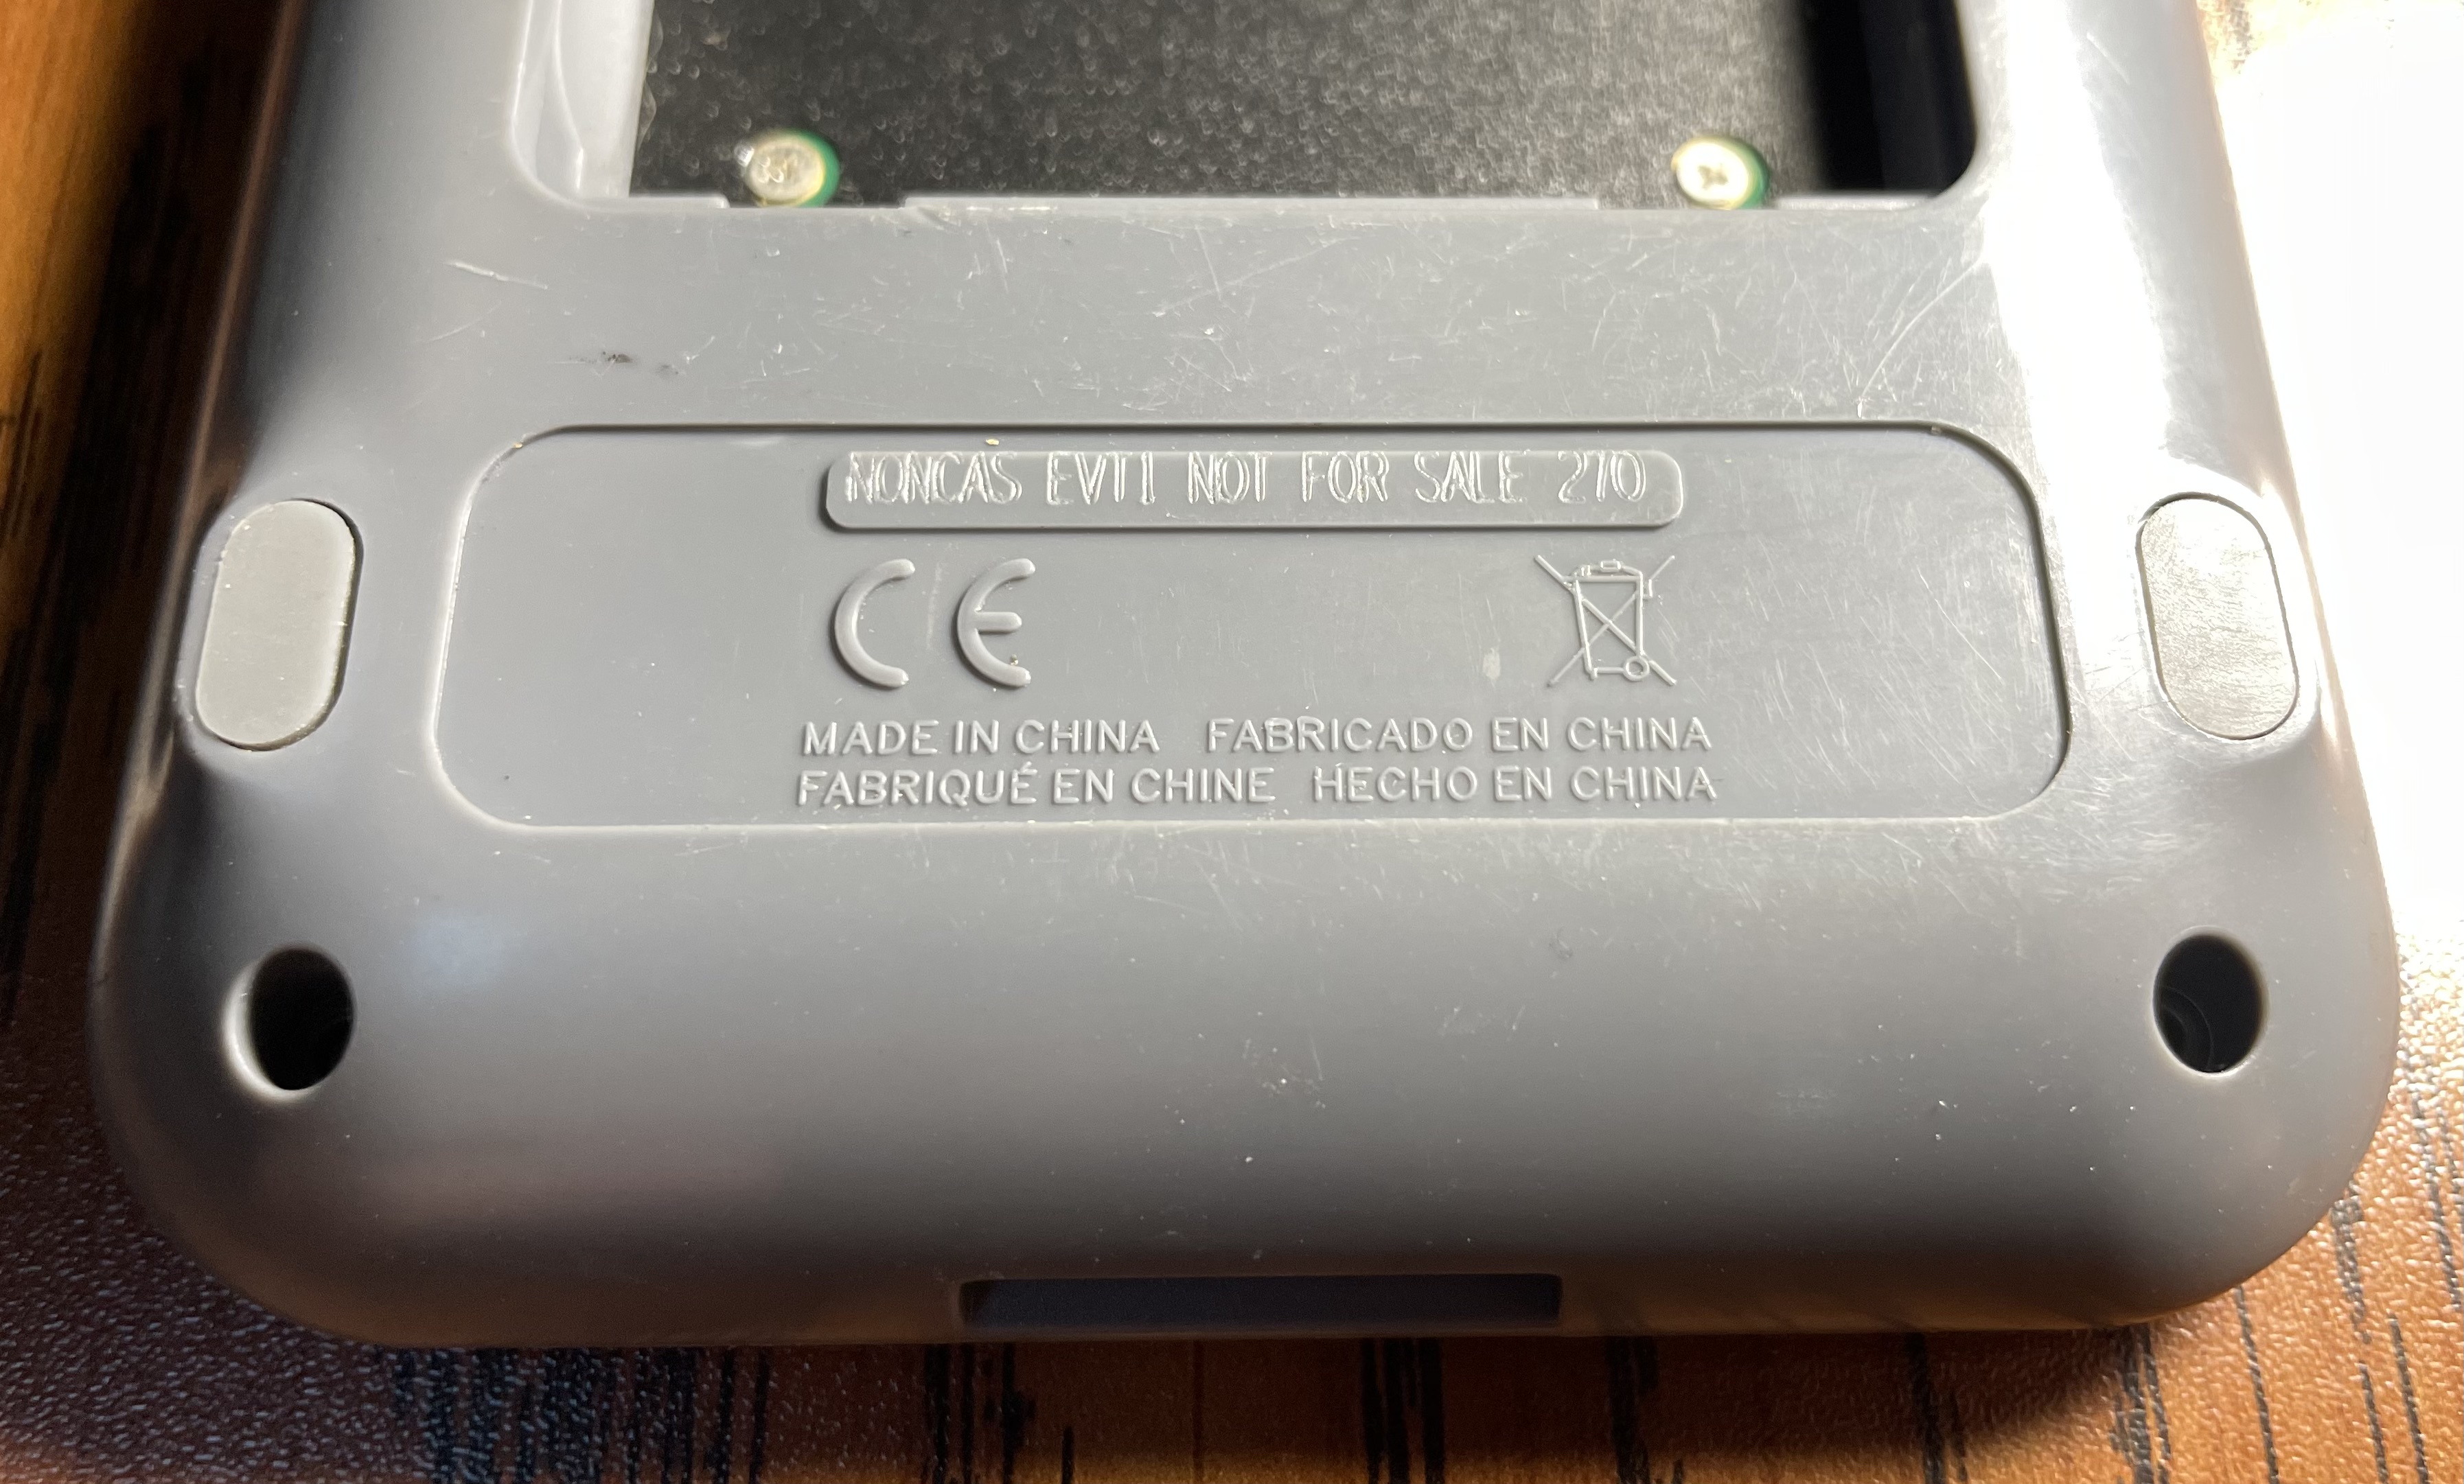 NONCAS EVT1 NOT FOR SALE 270
CE
MADE IN CHINA FABRICADO EN CHINA
FABRIQUÉ EN CHINE HECHO EN CHINA